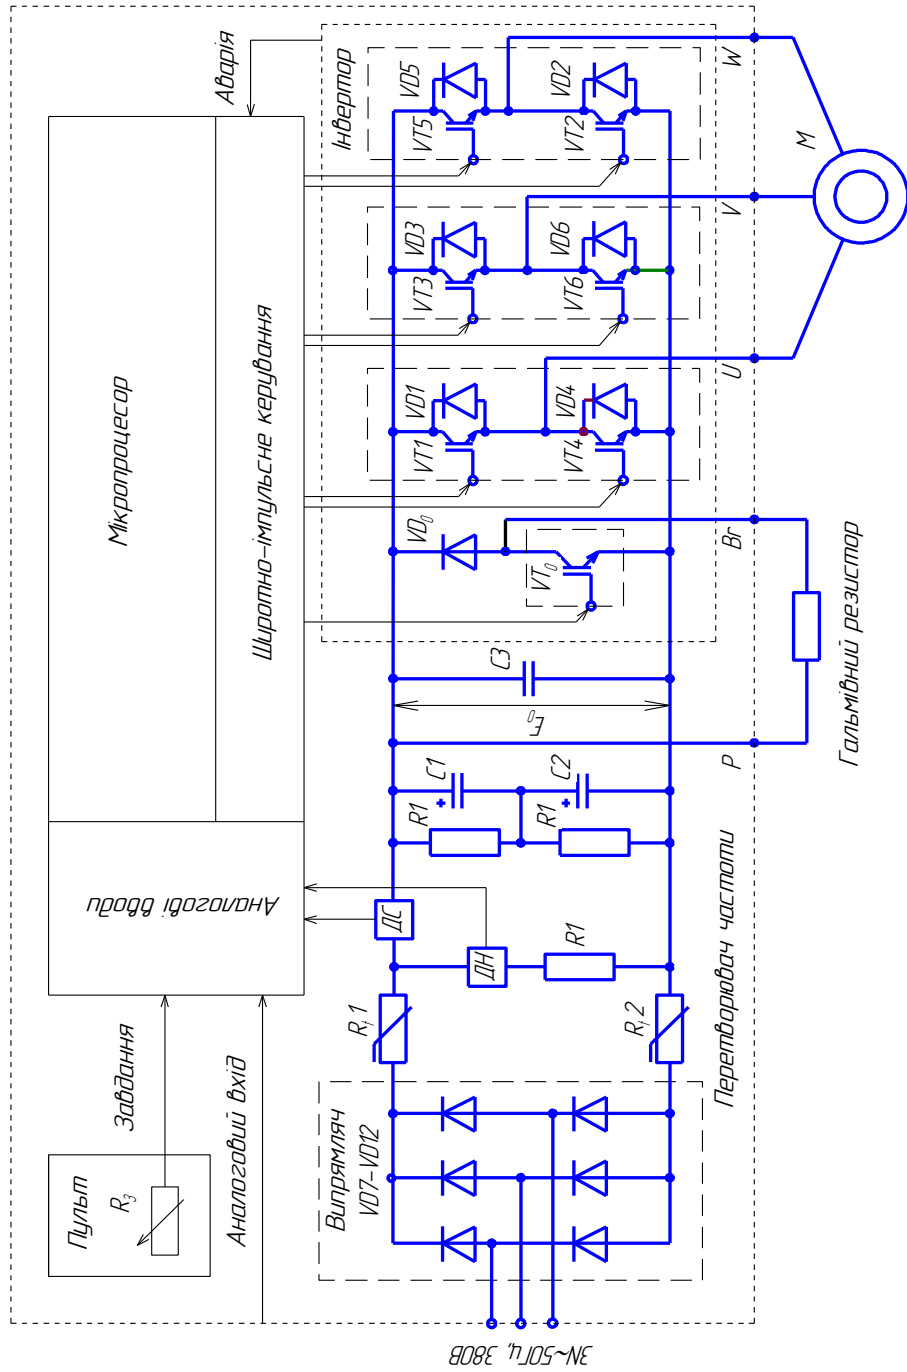 Пульт
R₃
Завдання
Аналоговий вхід
Аналогові вводи
Мікропроцесор
Широтно-імпульсне керування
Аварія
3N~50Гц, 380В
Випрямляч
VD7-VD12
Rₜ1
Rₜ2
ДС
ДН
R1
R1
R1
C1
C2
E₀
C3
VD₀
VT₀
Інвертор
VT1
VD1
VT4
VD4
VT3
VD3
VT6
VD6
VT5
VD5
VT2
VD2
Перетворювач частоти
P
Br
U
V
W
Гальмівний резистор
M